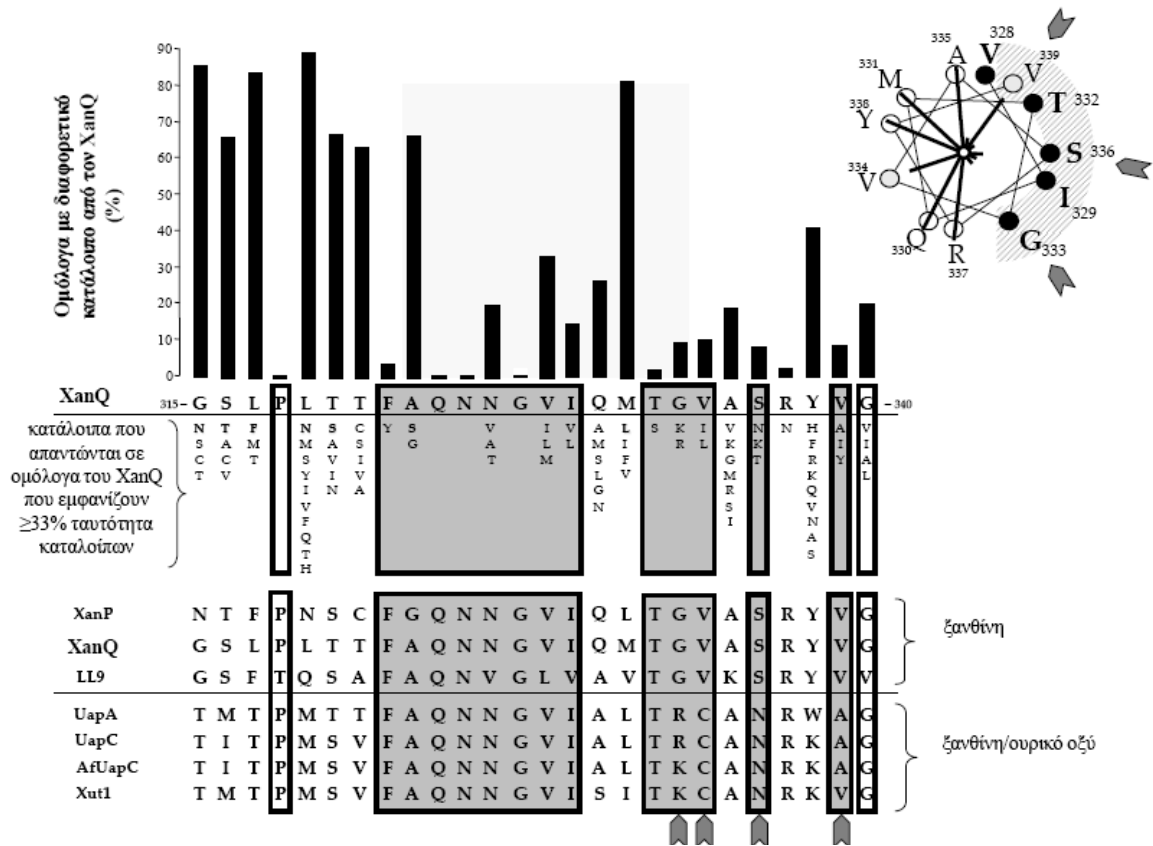 Ομόλογα με διαφορετικό
κατάλοιπο από τον XanQ
(%)
90
80
70
60
50
40
30
20
10
0
335
A
328
V
339
V
331
M
T 332
338
Y
S 336
334
V
I
329
G 333
330
Q
R
337
XanQ 315– G S L P L T T F A Q N N G V I Q M T G V A S R Y V G –340
κατάλοιπα που
απαντώνται σε
ομόλογα του XanQ
που εμφανίζουν
≥33% ταυτότητα
καταλοίπων
N T F N S C Y S V I V A L S K I V N N H A V
S A M M A S G A L L M I R L K K F I I
C C T S V I T M S F G T R Y A
T V Y I V L V M K L
I N A G R Q
V N S V
F I N
Q A
T S
H
XanP N T F P N S C F G Q N N G V I Q L T G V A S R Y V G
XanQ G S L P L T T F A Q N N G V I Q M T G V A S R Y V G
LL9 G S F T Q S A F A Q N V G L V A V T G V K S R Y V V
ξανθίνη
UapA T M T P M T T F A Q N N G V I A L T R C A N R W A G
UapC T I T P M S V F A Q N N G V I A L T R C A N R K A G
AfUapC T I T P M S V F A Q N N G V I A L T K C A N R K A G
Xut1 T M T P M S V F A Q N N G V I S I T K C A N R K V G
ξανθίνη/ουρικό οξύ